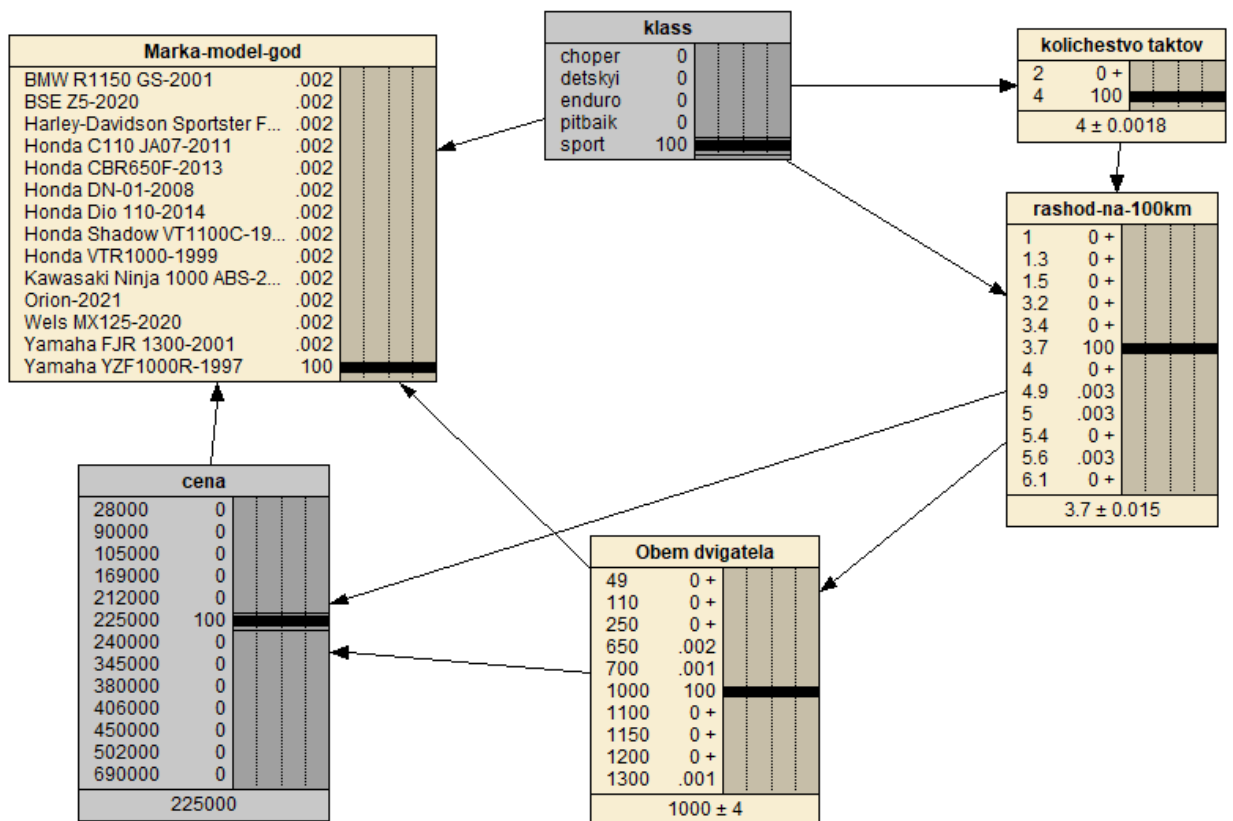 Marka-model-god
BMW R1150 GS-2001 .002
BSE Z5-2020 .002
Harley-Davidson Sportster F... .002
Honda C110 JA07-2011 .002
Honda CBR650F-2013 .002
Honda DN-01-2008 .002
Honda Dio 110-2014 .002
Honda Shadow VT1100C-19... .002
Honda VTR1000-1999 .002
Kawasaki Ninja 1000 ABS-2... .002
Orion-2021 .002
Wels MX125-2020 .002
Yamaha FJR 1300-2001 .002
Yamaha YZF1000R-1997 100
klass
choper 0
detskyi 0
enduro 0
pitbaik 0
sport 100
kolichestvo taktov
2 0 +
4 100
4 ± 0.0018
rashod-na-100km
1 0 +
1.3 0 +
1.5 0 +
3.2 0 +
3.4 0 +
3.7 100
4 0 +
4.9 .003
5 .003
5.4 0 +
5.6 .003
6.1 0 +
3.7 ± 0.015
cena
28000 0
90000 0
105000 0
169000 0
212000 0
225000 100
240000 0
345000 0
380000 0
406000 0
450000 0
502000 0
690000 0
225000
Obem dvigatela
49 0 +
110 0 +
250 0 +
650 .002
700 .001
1000 100
1100 0 +
1150 0 +
1200 0 +
1300 .001
1000 ± 4